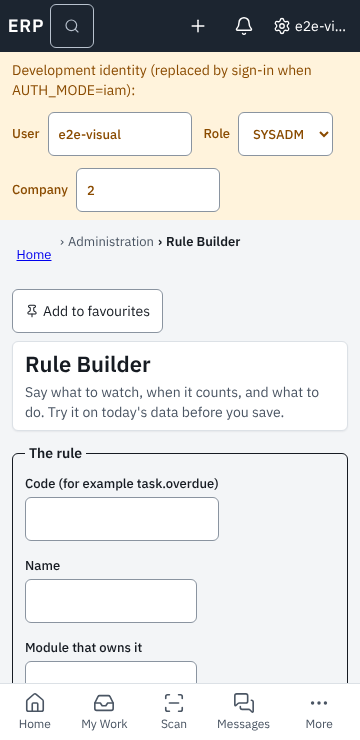 ERP
e2e-vi...
Development identity (replaced by sign-in when
AUTH_MODE=iam):
User
e2e-visual
Role
SYSADM
Company
2
Home
› Administration › Rule Builder
Add to favourites
Rule Builder
Say what to watch, when it counts, and what to
do. Try it on today's data before you save.
The rule
Code (for example task.overdue)
Name
Module that owns it
Home
My Work
Scan
Messages
More